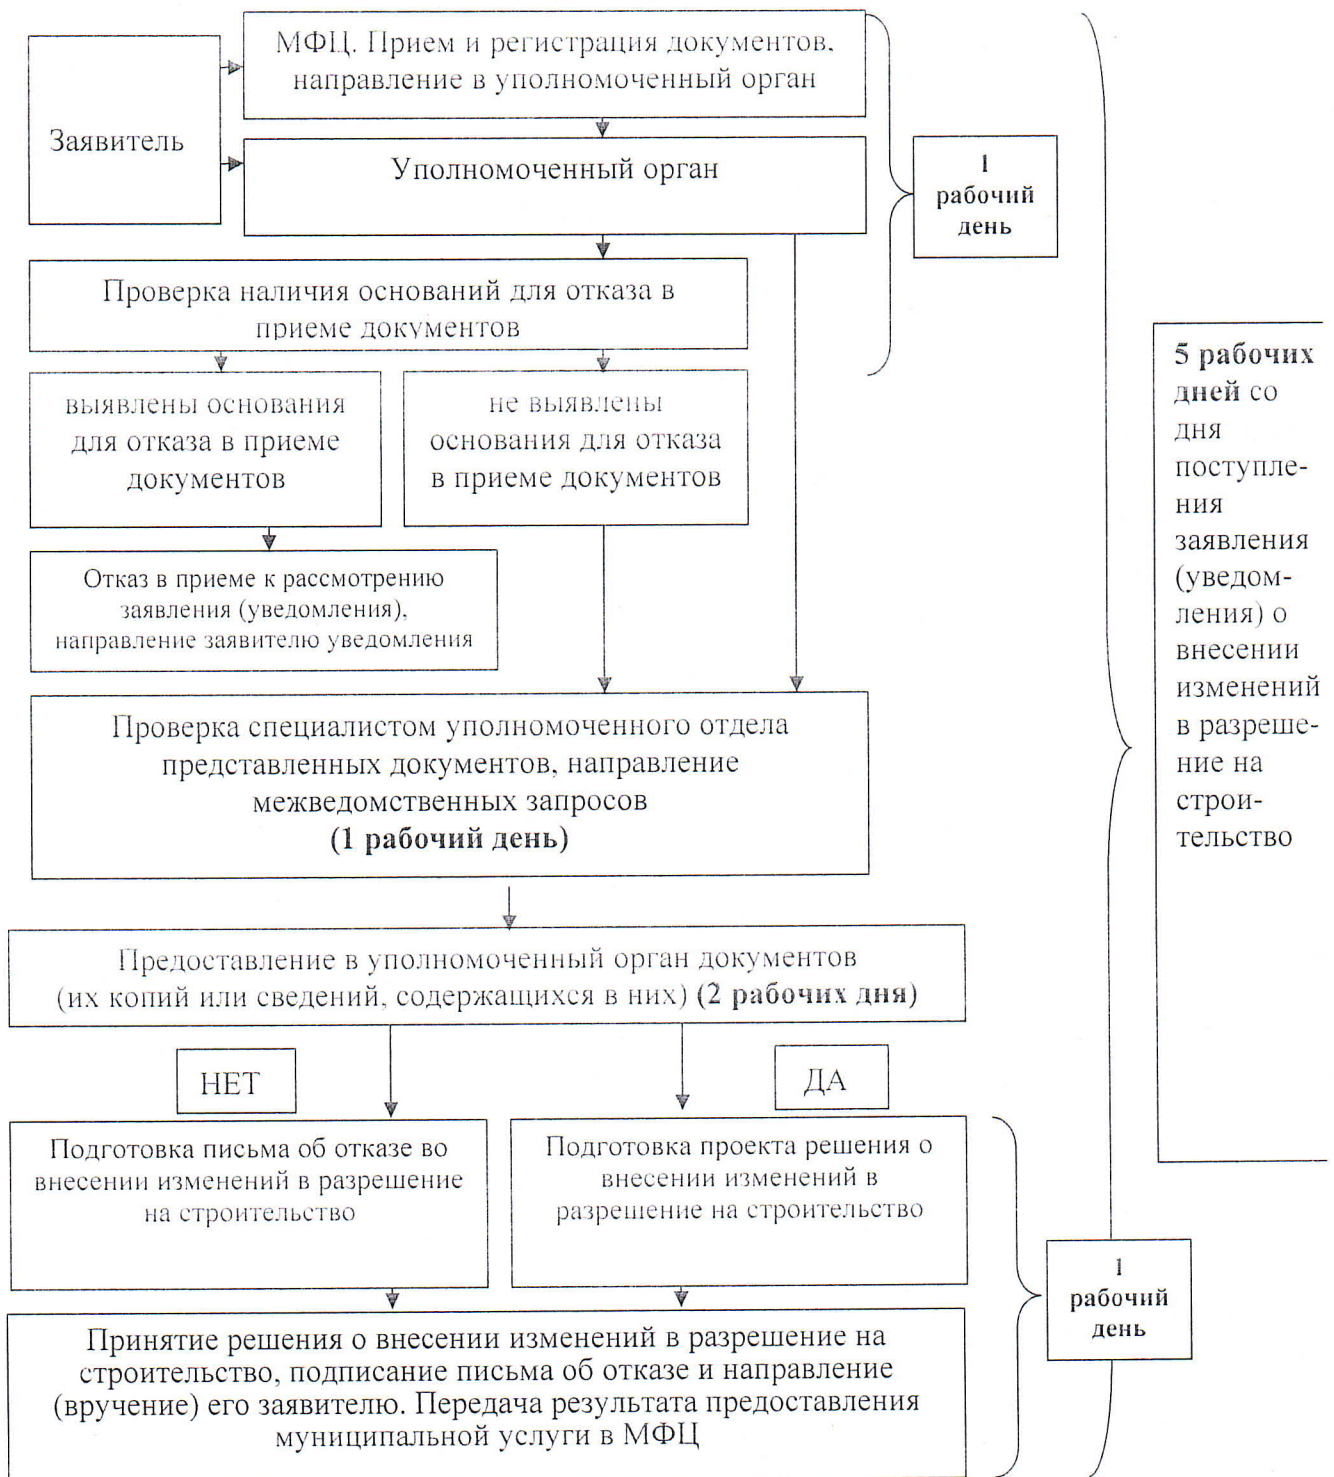 МФЦ. Прием и регистрация документов,
направление в уполномоченный орган
Заявитель
Уполномоченный орган
1
рабочий
день
Проверка наличия оснований для отказа в
приеме документов
выявлены основания
для отказа в приеме
документов
не выявлены
основания для отказа
в приеме документов
Отказ в приеме к рассмотрению
заявления (уведомления),
направление заявителю уведомления
5 рабочих
дней со
дня
поступле-
ния
заявления
(уведом-
ления) о
внесении
изменений
в разреше-
ние на
строи-
тельство
Проверка специалистом уполномоченного отдела
представленных документов, направление
межведомственных запросов
(1 рабочий день)
Предоставление в уполномоченный орган документов
(их копий или сведений, содержащихся в них) (2 рабочих дня)
НЕТ
ДА
Подготовка письма об отказе во
внесении изменений в разрешение
на строительство
Подготовка проекта решения о
внесении изменений в
разрешение на строительство
1
рабочий
день
Принятие решения о внесении изменений в разрешение на
строительство, подписание письма об отказе и направление
(вручение) его заявителю. Передача результата предоставления
муниципальной услуги в МФЦ